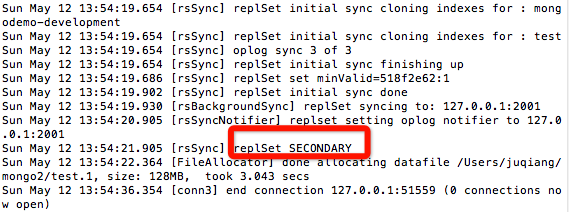 Sun May 12 13:54:19.654 [rsSync] replSet initial sync cloning indexes for : mong
odemo-development
Sun May 12 13:54:19.654 [rsSync] replSet initial sync cloning indexes for : test
Sun May 12 13:54:19.654 [rsSync] oplog sync 3 of 3
Sun May 12 13:54:19.654 [rsSync] replSet initial sync finishing up
Sun May 12 13:54:19.686 [rsSync] replSet set minValid=518f2e62:1
Sun May 12 13:54:19.902 [rsSync] replSet initial sync done
Sun May 12 13:54:19.930 [rsBackgroundSync] replSet syncing to: 127.0.0.1:2001
Sun May 12 13:54:20.905 [rsSyncNotifier] replset setting oplog notifier to 127.0
.0.1:2001
Sun May 12 13:54:21.905 [rsSync] replSet SECONDARY
Sun May 12 13:54:22.364 [FileAllocator] done allocating datafile /Users/juqiang/
mongo2/test.1, size: 128MB,  took 3.043 secs
Sun May 12 13:54:36.354 [conn3] end connection 127.0.0.1:51559 (0 connections no
w open)